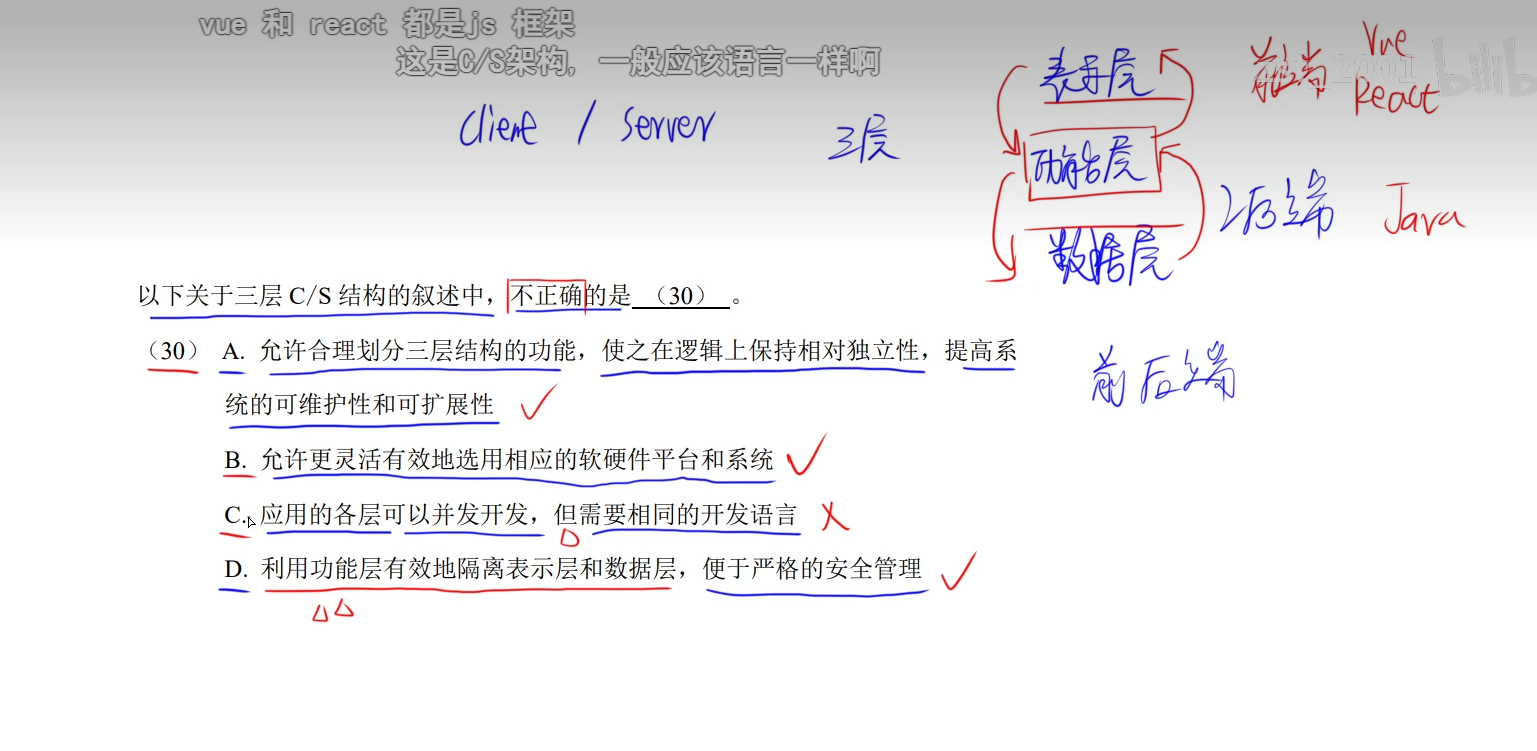 vue 和 react 都是js 框架
这是C/S架构，一般应该语言一样啊
Client / Server
三层
表示层
功能层
数据层
前端
Vue
React
后端
Java
前后端
以下关于三层 C/S 结构的叙述中，不正确的是 （30） 。
（30） A. 允许合理划分三层结构的功能，使之在逻辑上保持相对独立性，提高系
统的可维护性和可扩展性
B. 允许更灵活有效地选用相应的软硬件平台和系统
C. 应用的各层可以并发开发，但需要相同的开发语言
D. 利用功能层有效地隔离表示层和数据层，便于严格的安全管理